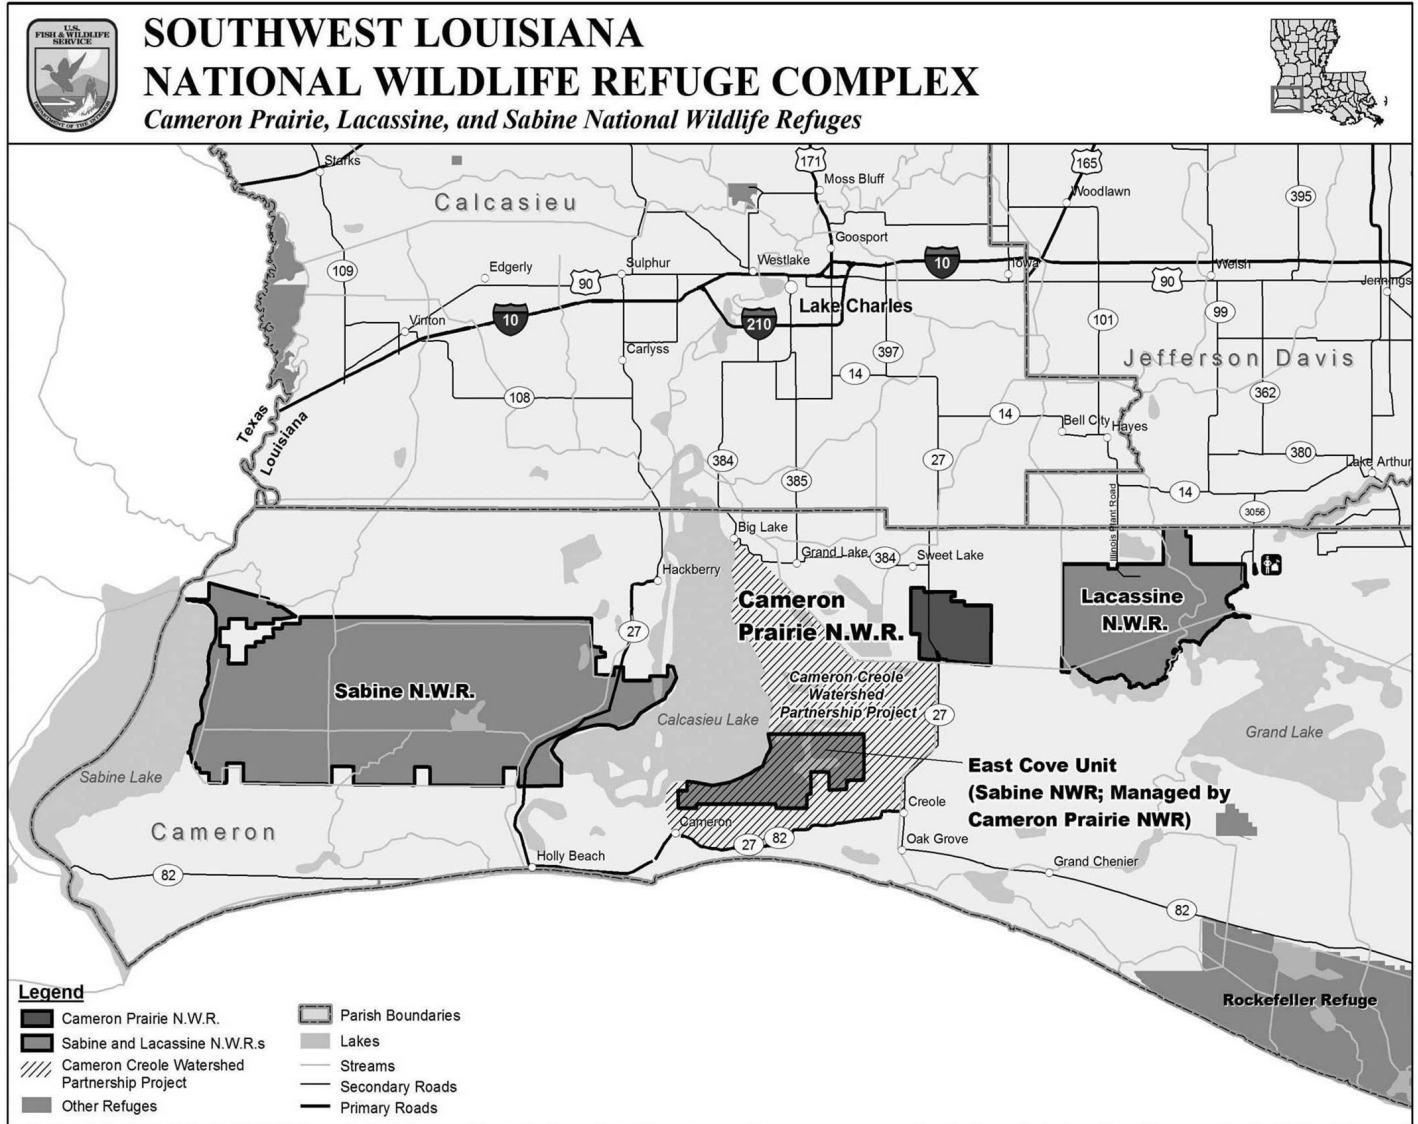 U.S.
FISH & WILDLIFE
SERVICE
DEPARTMENT OF THE INTERIOR
SOUTHWEST LOUISIANA
NATIONAL WILDLIFE REFUGE COMPLEX
Cameron Prairie, Lacassine, and Sabine National Wildlife Refuges
Starks
171
165
Moss Bluff
Woodlawn
395
Calcasieu
Goosport
109
Edgerly
Sulphur
Westlake
10
Iowa
Welsh
90
90
Jennings
Lake Charles
Vinton
10
210
101
99
Carlyss
397
Jefferson Davis
14
108
362
Texas
Louisiana
14
Bell City
Hayes
384
385
27
380
Lake Arthur
14
Illinois Plant Road
3056
Big Lake
Grand Lake
384
Sweet Lake
Hackberry
Cameron
Prairie N.W.R.
Lacassine
N.W.R.
27
Sabine N.W.R.
Cameron Creole
Watershed
Partnership Project
Calcasieu Lake
27
Grand Lake
Sabine Lake
East Cove Unit
(Sabine NWR; Managed by
Cameron Prairie NWR)
Creole
Cameron
Cameron
27
82
Oak Grove
Holly Beach
Grand Chenier
82
82
Rockefeller Refuge
Legend
Cameron Prairie N.W.R.
Sabine and Lacassine N.W.R.s
Cameron Creole Watershed
Partnership Project
Other Refuges
Parish Boundaries
Lakes
Streams
Secondary Roads
Primary Roads